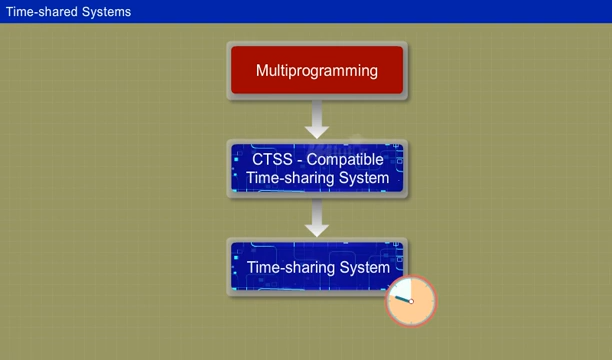 Time-shared Systems
Multiprogramming
CTSS - Compatible
Time-sharing System
Time-sharing System